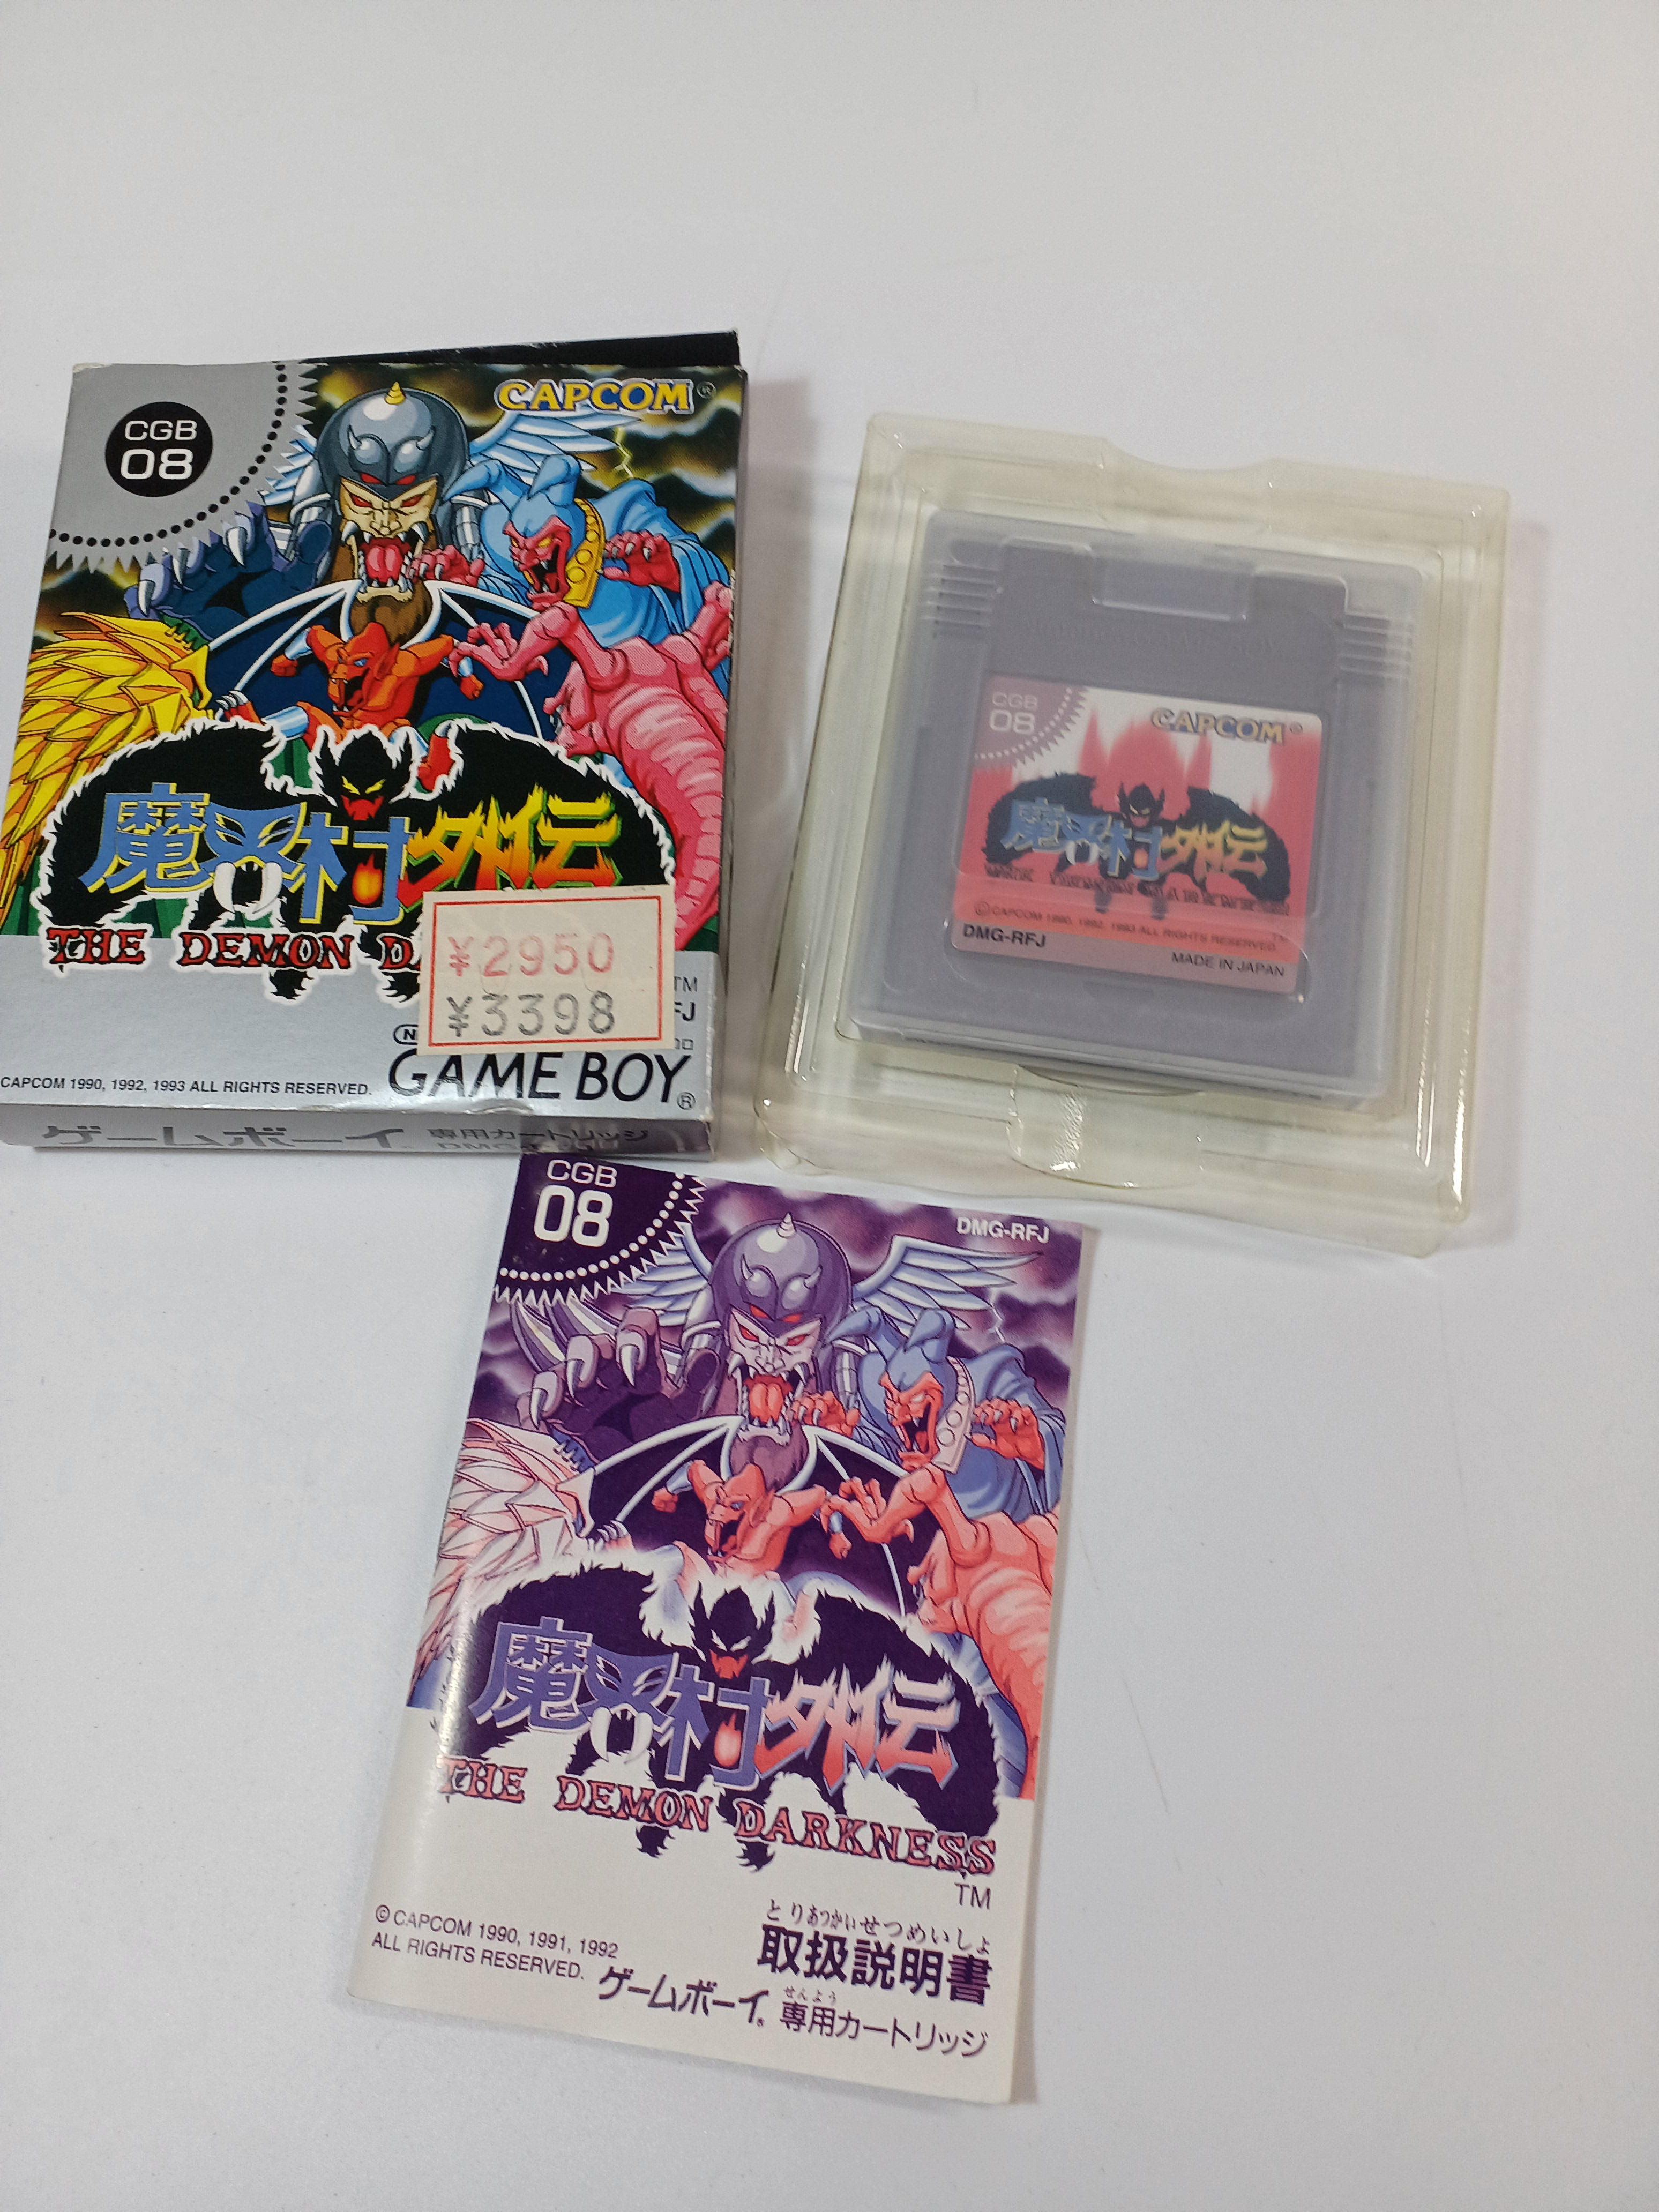 CGB
08
CAPCOM®
魔界村外伝
THE DEMON
¥2950
¥3398
TM
FJ
GAME BOY®
CAPCOM 1990, 1992, 1993 ALL RIGHTS RESERVED.
ゲームボーイ® 専用カートリッジ
CGB
08
CAPCOM®
魔界村外伝
©CAPCOM 1990, 1992, 1993 ALL RIGHTS RESERVED.
TM
DMG-RFJ
MADE IN JAPAN
CGB
08
DMG-RFJ
魔界村外伝
THE DEMON DARKNESS
TM
©CAPCOM 1990, 1991, 1992
ALL RIGHTS RESERVED.
とりあつかいせつめいしょ
取扱説明書
せんよう
ゲームボーイ® 専用カートリッジ